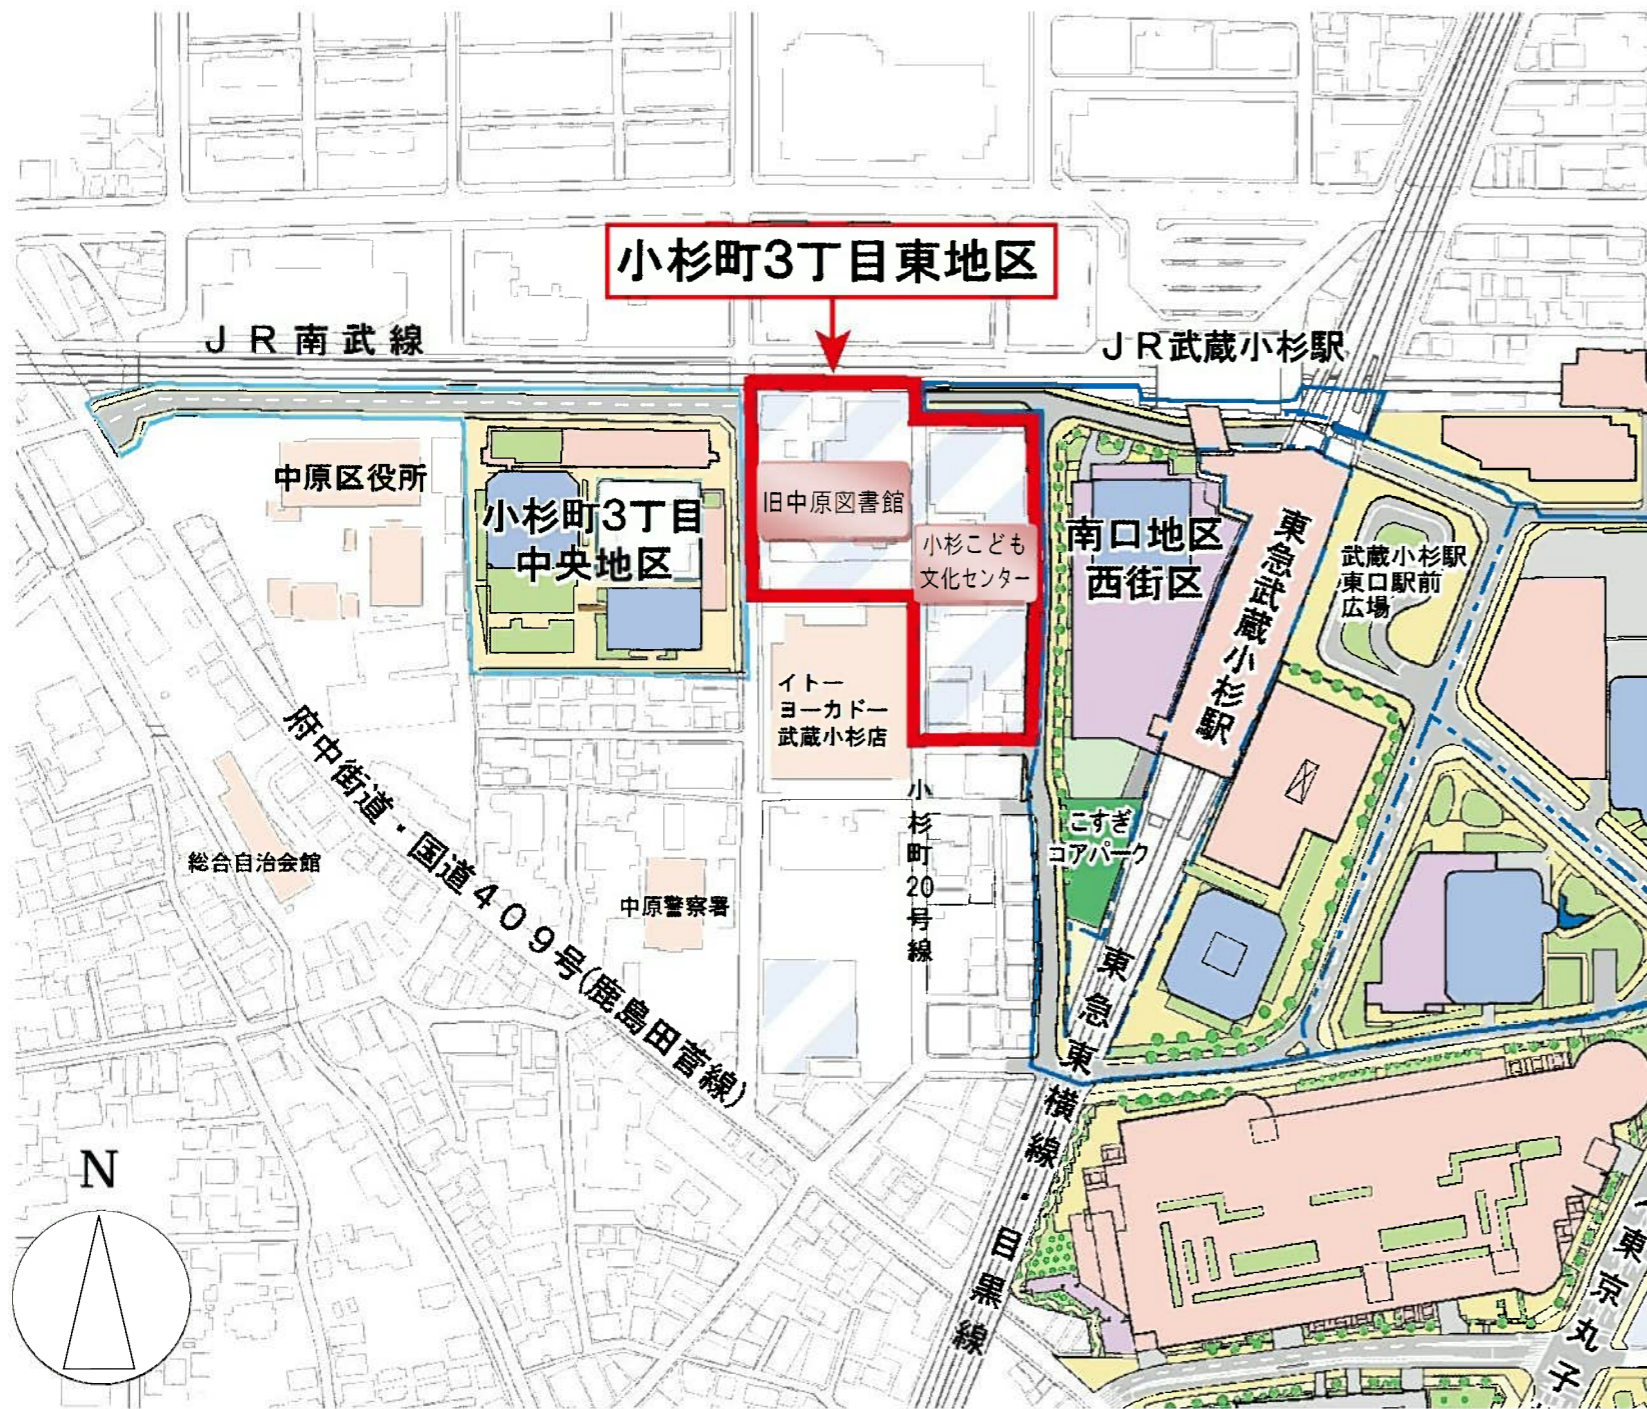 小杉町3丁目東地区
JR南武線
JR武蔵小杉駅
中原区役所
小杉町3丁目
中央地区
旧中原図書館
小杉こども
文化センター
南口地区
西街区
東急武蔵小杉駅
武蔵小杉駅
東口駅前
広場
イトー
ヨーカドー
武蔵小杉店
府中街道・国道409号(鹿島田菅線)
小杉町20号線
こすぎ
コアパーク
総合自治会館
中原警察署
東急東横線・目黒線
N
東京丸子